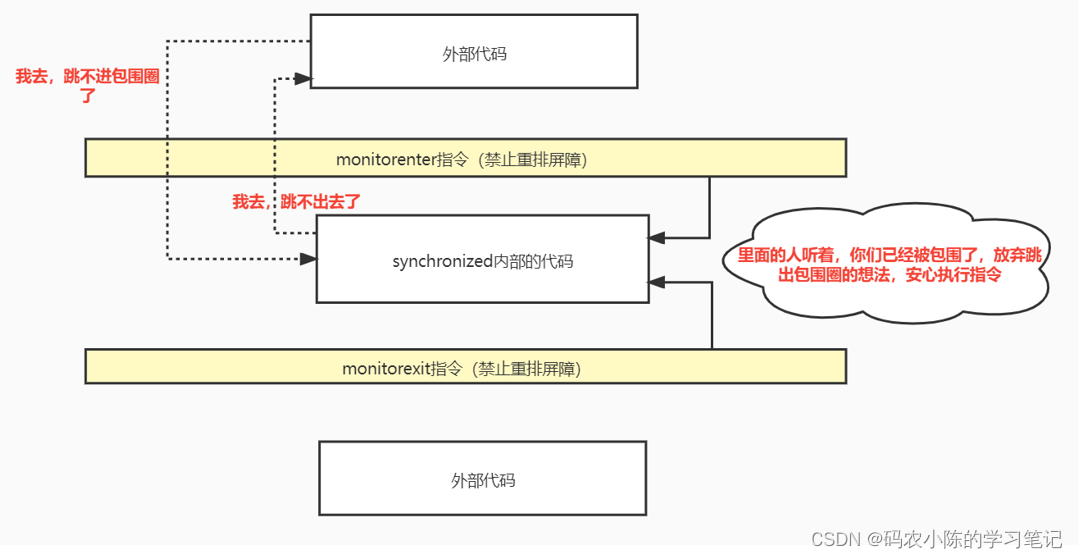 外部代码
我去，跳不进包围圈
了
monitorenter指令（禁止重排屏障）
我去，跳不出去了
synchronized内部的代码
里面的人听着，你们已经被包围了，放弃跳
出包围圈的想法，安心执行指令
monitorexit指令（禁止重排屏障）
外部代码
CSDN @码农小陈的学习笔记